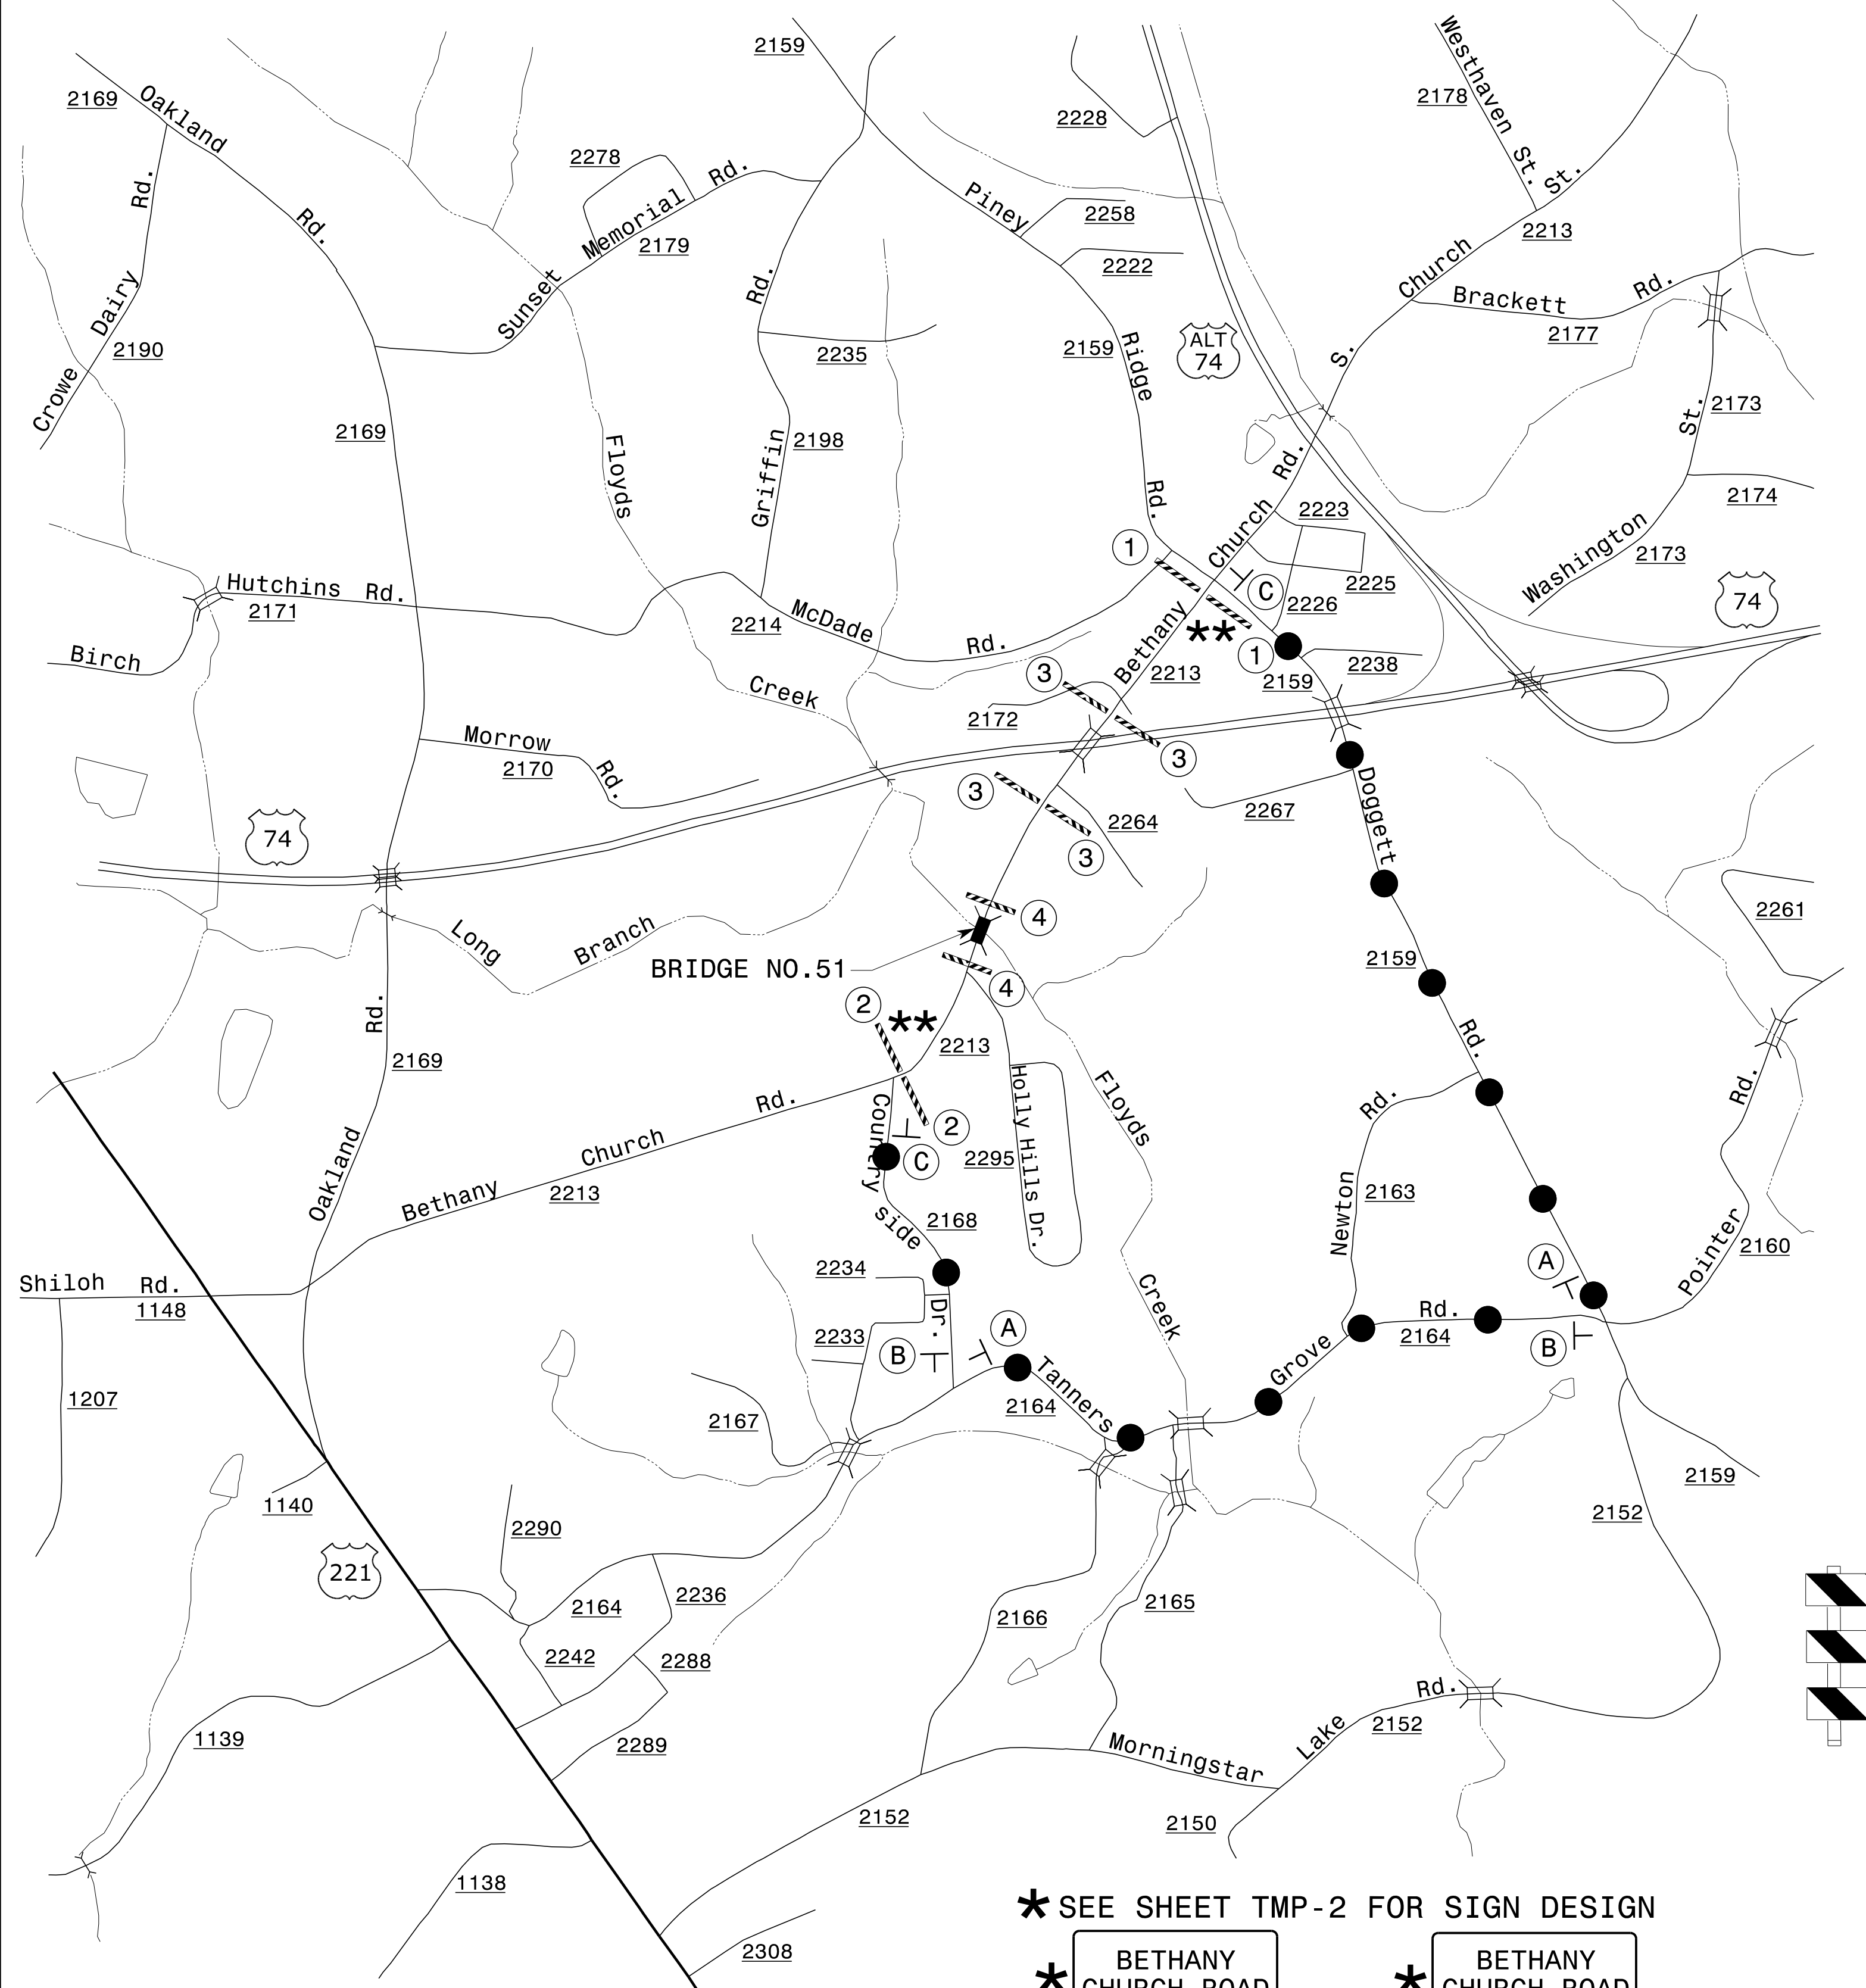 2159
2169
Oakland
Rd.
2228
2178
Westhaven St.
2278
Sunset Memorial Rd.
2179
Rd.
Piney
2258
2222
2213
Church St.
Brackett Rd.
2177
Crowe Dairy Rd.
2190
2235
2159
Ridge
Rd.
ALT
74
S.
2169
Floyds
Griffin
2198
St.
2173
2174
Church Rd.
2223
Washington
2173
1
Hutchins Rd.
2171
2225
C
2226
74
2214
McDade Rd.
Birch
Bethany
**
1
2238
3
2213
2159
Creek
2172
Morrow
2170
Rd.
3
74
3
2264
2267
Doggett
3
4
2261
Long Branch
BRIDGE NO.51
2159
4
2
**
Rd.
2169
2213
Rd.
Floyds
Rd.
Rd.
Country
2
Holly Hills Dr.
Church
C
2295
Bethany
2213
2163
Newton
Oakland
side
2168
2160
Pointer
Shiloh Rd.
1148
2234
A
Creek
Dr.
Rd.
2164
A
2233
B
B
Grove
Tanners
1207
2164
2167
2159
1140
2152
2290
221
2164
2236
2165
2166
2242
2288
Rd.
1139
2152
2289
Lake
Morningstar
2152
2150
1138
* SEE SHEET TMP-2 FOR SIGN DESIGN
2308
* BETHANY
CHURCH ROAD
* BETHANY
CHURCH ROAD